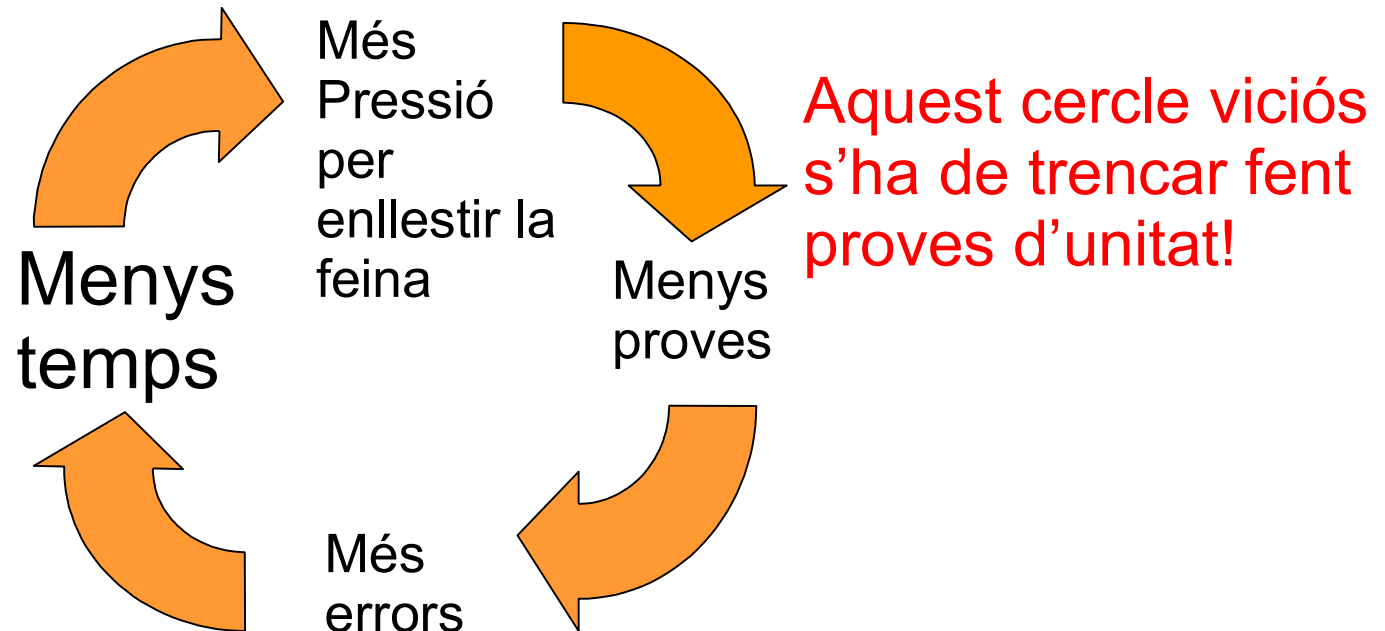 Més
Pressió
per
enllestir la
feina
Aquest cercle viciós
s’ha de trencar fent
proves d’unitat!
Menys
temps
Menys
proves
Més
errors